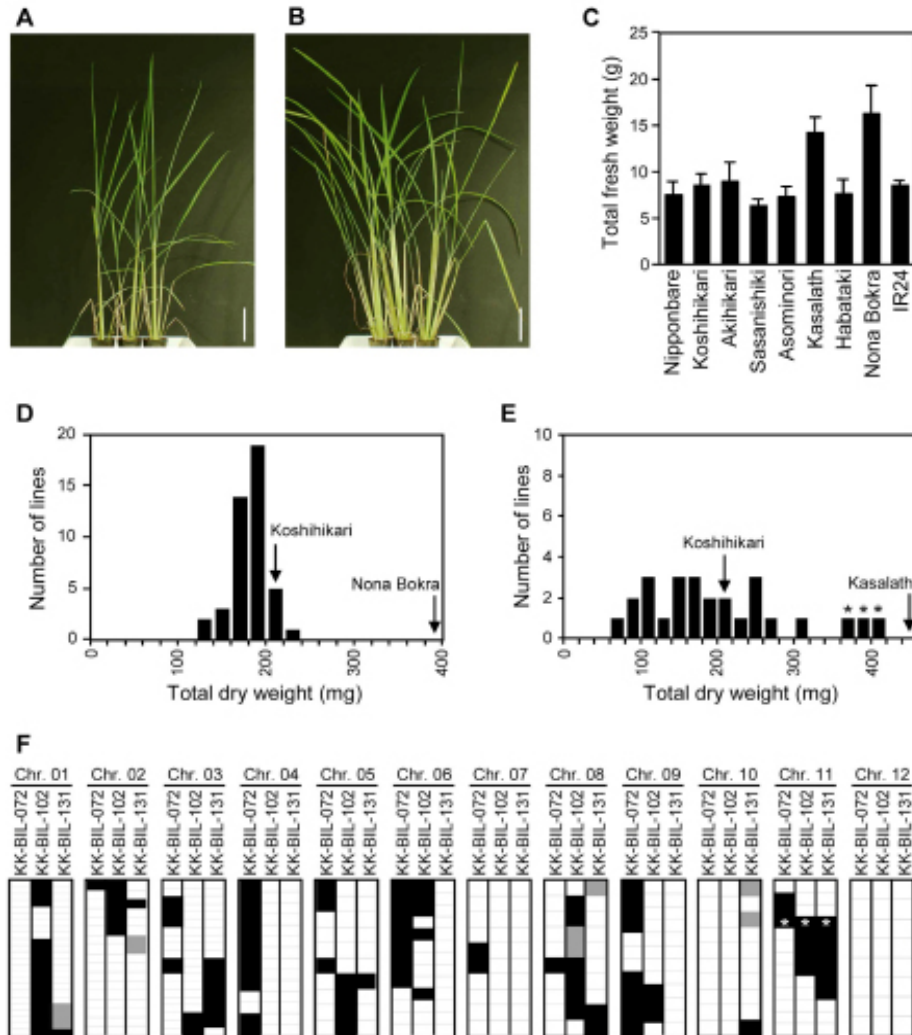 A
B
C
Total fresh weight (g)
25
20
15
10
5
0
Nipponbare
Koshihikari
Akihikari
Sasanishiki
Asominori
Kasalath
Habataki
Nona Bokra
IR24
D
Number of lines
20
15
10
5
0
Koshihikari
Nona Bokra
0 100 200 300 400
Total dry weight (mg)
E
Number of lines
10
8
6
4
2
0
Koshihikari
Kasalath
* * *
0 100 200 300 400
Total dry weight (mg)
F
Chr. 01 Chr. 02 Chr. 03 Chr. 04 Chr. 05 Chr. 06 Chr. 07 Chr. 08 Chr. 09 Chr. 10 Chr. 11 Chr. 12
KK-BIL-072 KK-BIL-102 KK-BIL-131 KK-BIL-072 KK-BIL-102 KK-BIL-131 KK-BIL-072 KK-BIL-102 KK-BIL-131 KK-BIL-072 KK-BIL-102 KK-BIL-131 KK-BIL-072 KK-BIL-102 KK-BIL-131 KK-BIL-072 KK-BIL-102 KK-BIL-131 KK-BIL-072 KK-BIL-102 KK-BIL-131 KK-BIL-072 KK-BIL-102 KK-BIL-131 KK-BIL-072 KK-BIL-102 KK-BIL-131 KK-BIL-072 KK-BIL-102 KK-BIL-131 KK-BIL-072 KK-BIL-102 KK-BIL-131 KK-BIL-072 KK-BIL-102 KK-BIL-131
* * *